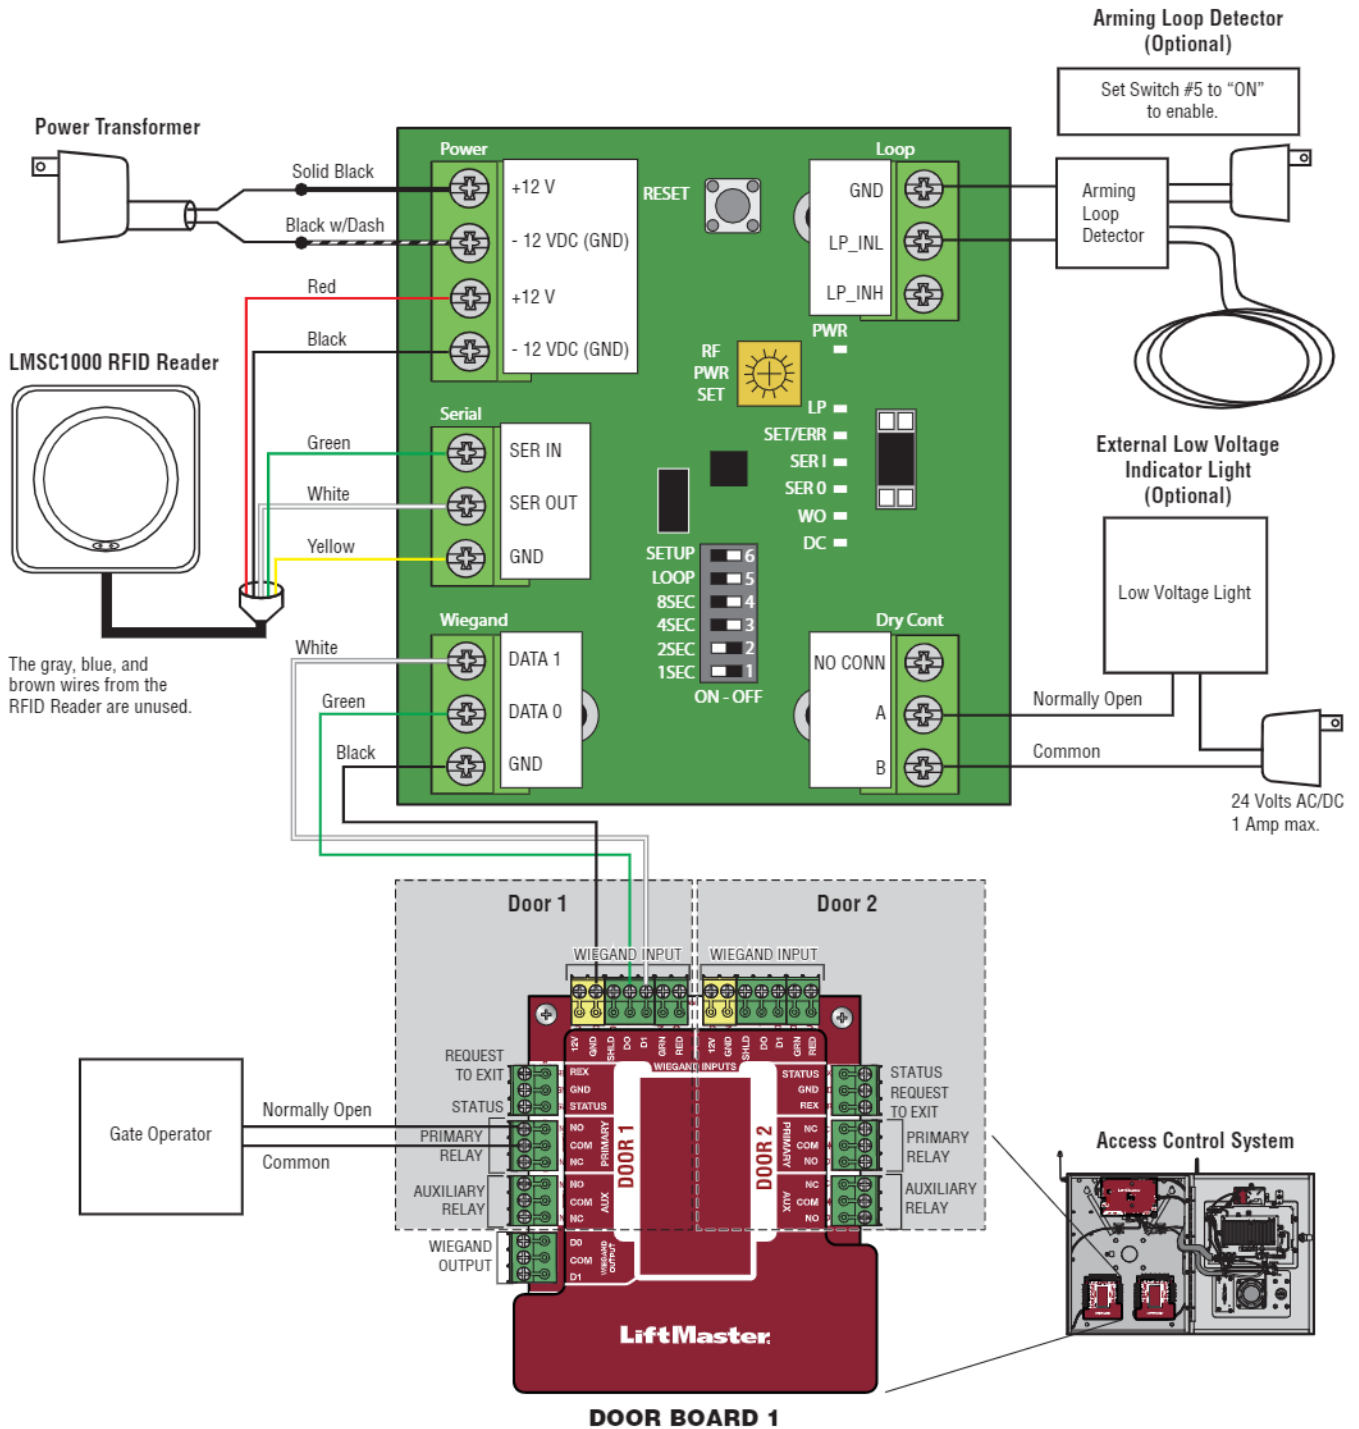 Arming Loop Detector
(Optional)
Set Switch #5 to “ON”
to enable.
Power Transformer
Solid Black
Black w/Dash
Red
Black
Power
+12 V
- 12 VDC (GND)
+12 V
- 12 VDC (GND)
RESET
Loop
GND
LP_INL
LP_INH
Arming
Loop
Detector
LMSC1000 RFID Reader
Green
White
Yellow
Serial
SER IN
SER OUT
GND
PWR
RF
PWR
SET
LP
SET/ERR
SER I
SER 0
WO
DC
External Low Voltage
Indicator Light
(Optional)
Low Voltage Light
The gray, blue, and
brown wires from the
RFID Reader are unused.
SETUP 6
LOOP 5
8SEC 4
4SEC 3
2SEC 2
1SEC 1
ON - OFF
White
Green
Black
Wiegand
DATA 1
DATA 0
GND
Dry Cont
NO CONN
A
B
Normally Open
Common
24 Volts AC/DC
1 Amp max.
Door 1
Door 2
WIEGAND INPUT
WIEGAND INPUT
12V
GND
SHLD
D0
D1
GRN
RED
12V
GND
SHLD
D0
D1
GRN
RED
WIEGAND INPUTS
REQUEST
TO EXIT
STATUS
REX
GND
STATUS
STATUS
GND
REX
STATUS
REQUEST
TO EXIT
Gate Operator
Normally Open
Common
PRIMARY
RELAY
NO
COM
NC
PRIMARY
DOOR 1
DOOR 2
PRIMARY
NC
COM
NO
PRIMARY
RELAY
AUXILIARY
RELAY
NO
COM
NC
AUX
AUX
NC
COM
NO
AUXILIARY
RELAY
WIEGAND
OUTPUT
D0
COM
D1
WIEGAND
OUTPUT
LiftMaster.
DOOR BOARD 1
Access Control System
LiftMaster